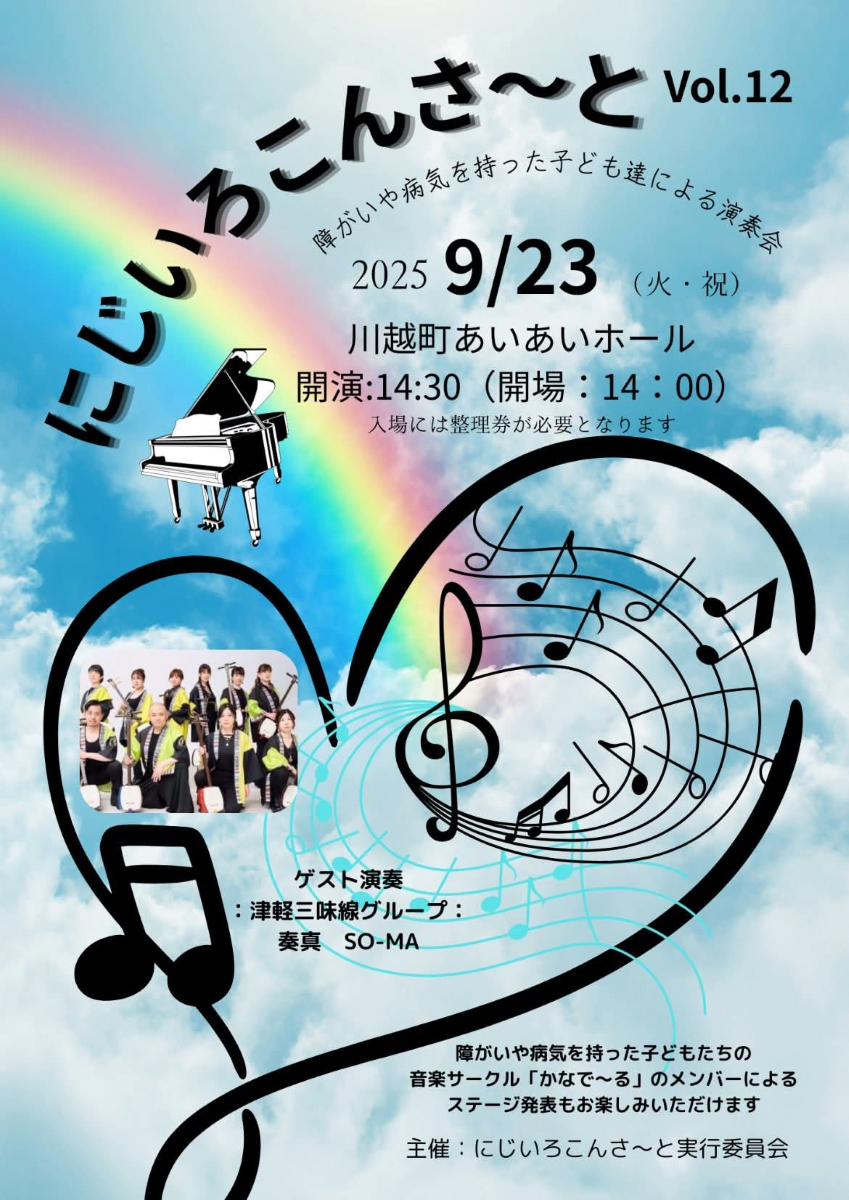 にじいろこんさ～と Vol.12
障がいや病気を持った子ども達による演奏会
2025 9/23 （火・祝）
川越町あいあいホール
開演:14:30（開場：14：00）
入場には整理券が必要となります
ゲスト演奏
：津軽三味線グループ：
奏真　SO-MA
障がいや病気を持った子どもたちの
音楽サークル「かなで～る」のメンバーによる
ステージ発表もお楽しみいただけます
主催：にじいろこんさ～と実行委員会